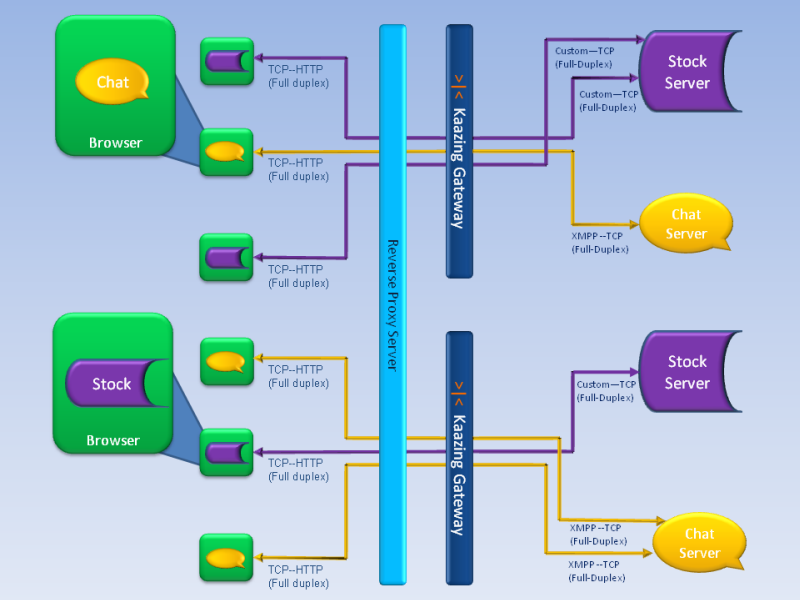 Chat
Browser
TCP--HTTP
(Full duplex)
TCP--HTTP
(Full duplex)
TCP--HTTP
(Full duplex)
Reverse Proxy Server
>|< Kaazing Gateway
Custom—TCP
(Full-Duplex)
Custom—TCP
(Full-Duplex)
Stock
Server
XMPP--TCP
(Full-Duplex)
Chat
Server
Stock
Browser
TCP--HTTP
(Full duplex)
TCP--HTTP
(Full duplex)
TCP--HTTP
(Full duplex)
>|< Kaazing Gateway
Custom—TCP
(Full-Duplex)
Stock
Server
XMPP--TCP
(Full-Duplex)
XMPP--TCP
(Full-Duplex)
Chat
Server